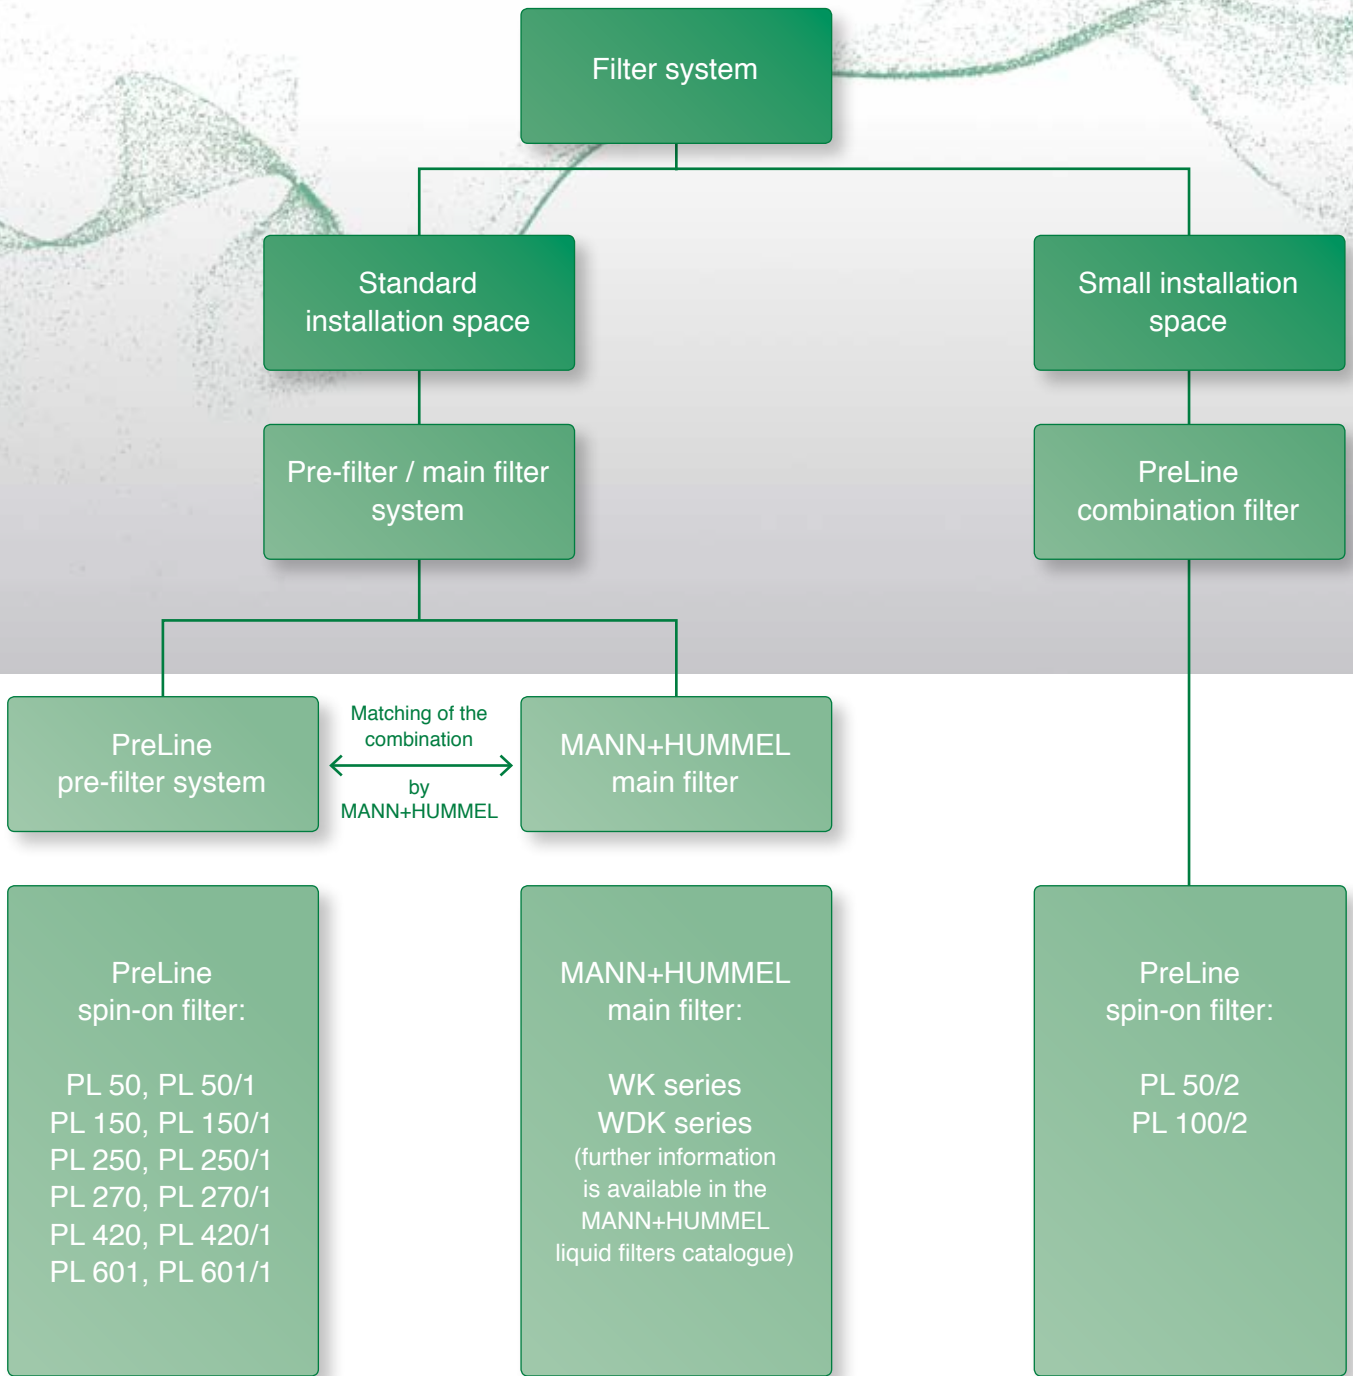 Filter system
Standard
installation space
Small installation
space
Pre-filter / main filter
system
PreLine
combination filter
PreLine
pre-filter system
Matching of the
combination
by
MANN+HUMMEL
MANN+HUMMEL
main filter
PreLine
spin-on filter:
PL 50, PL 50/1
PL 150, PL 150/1
PL 250, PL 250/1
PL 270, PL 270/1
PL 420, PL 420/1
PL 601, PL 601/1
MANN+HUMMEL
main filter:
WK series
WDK series
(further information
is available in the
MANN+HUMMEL
liquid filters catalogue)
PreLine
spin-on filter:
PL 50/2
PL 100/2